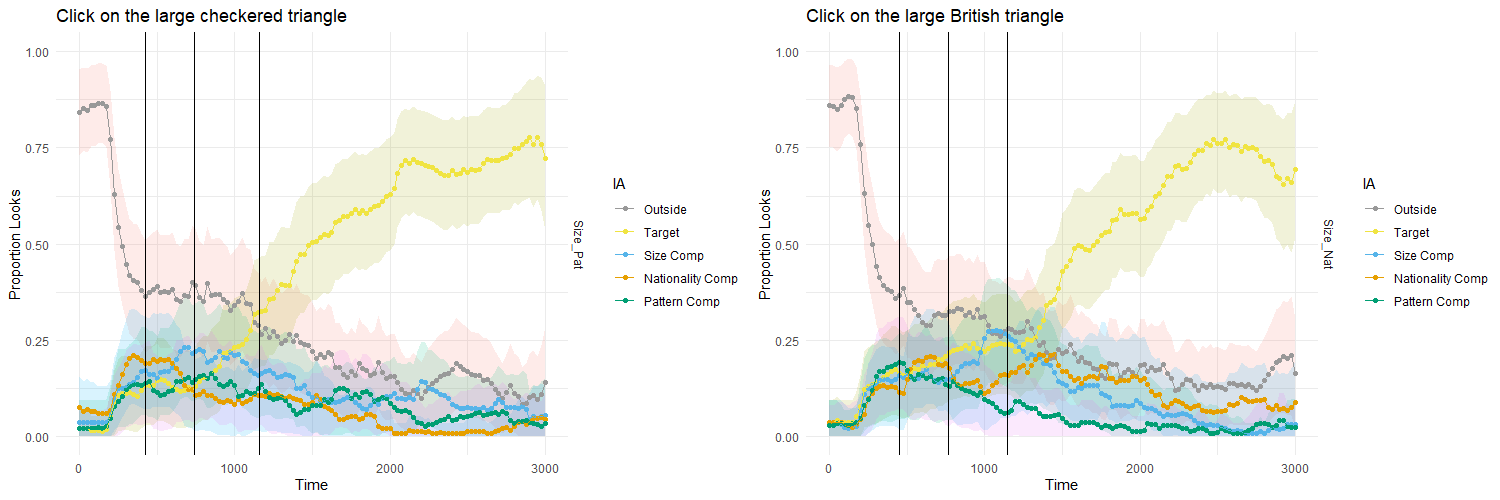 Click on the large checkered triangle
1.00
0.75
0.50
0.25
0.00
Proportion Looks
0
1000
2000
3000
Time
Size_Pat
IA
Outside
Target
Size Comp
Nationality Comp
Pattern Comp
Click on the large British triangle
1.00
0.75
0.50
0.25
0.00
Proportion Looks
0
1000
2000
3000
Time
Size_Nat
IA
Outside
Target
Size Comp
Nationality Comp
Pattern Comp